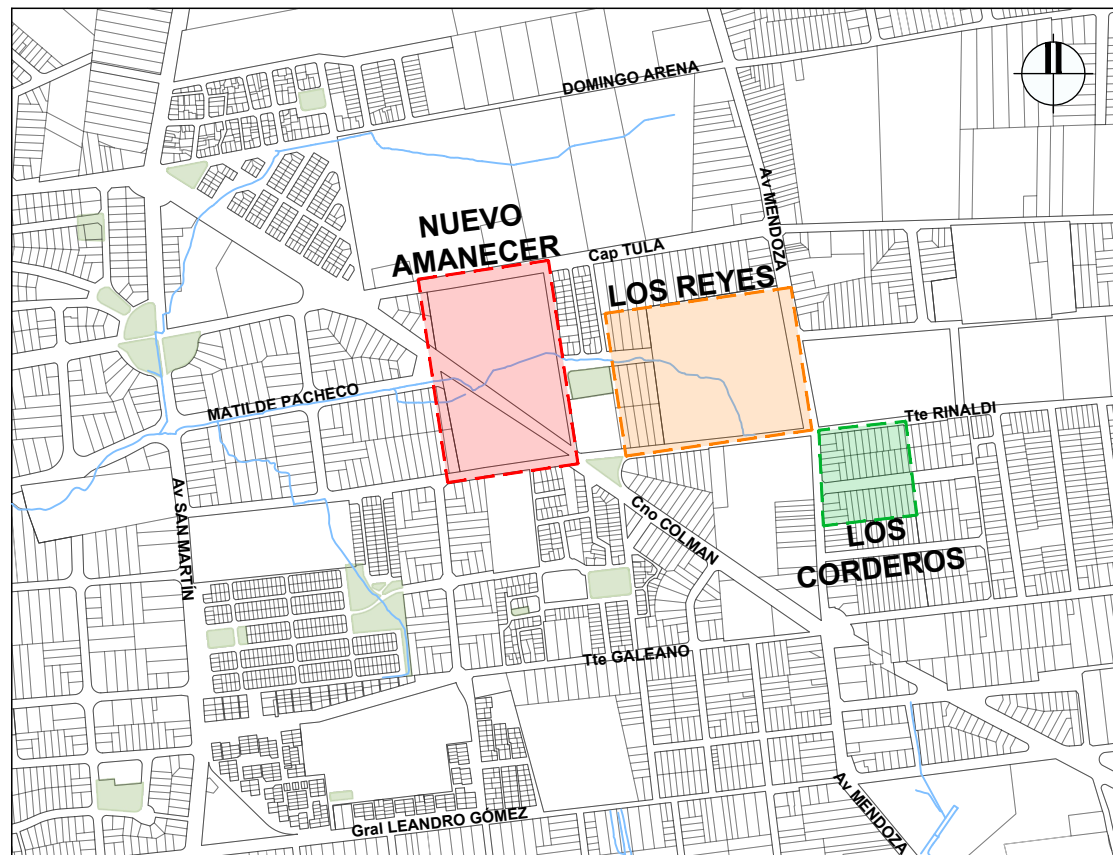 DOMINGO ARENA
Av MENDOZA
NUEVO
AMANECER
Cap TULA
LOS REYES
MATILDE PACHECO
Tte RINALDI
Av SAN MARTÍN
Cno COLMAN
LOS
CORDEROS
Tte GALEANO
Gral LEANDRO GÓMEZ
Av MENDOZA